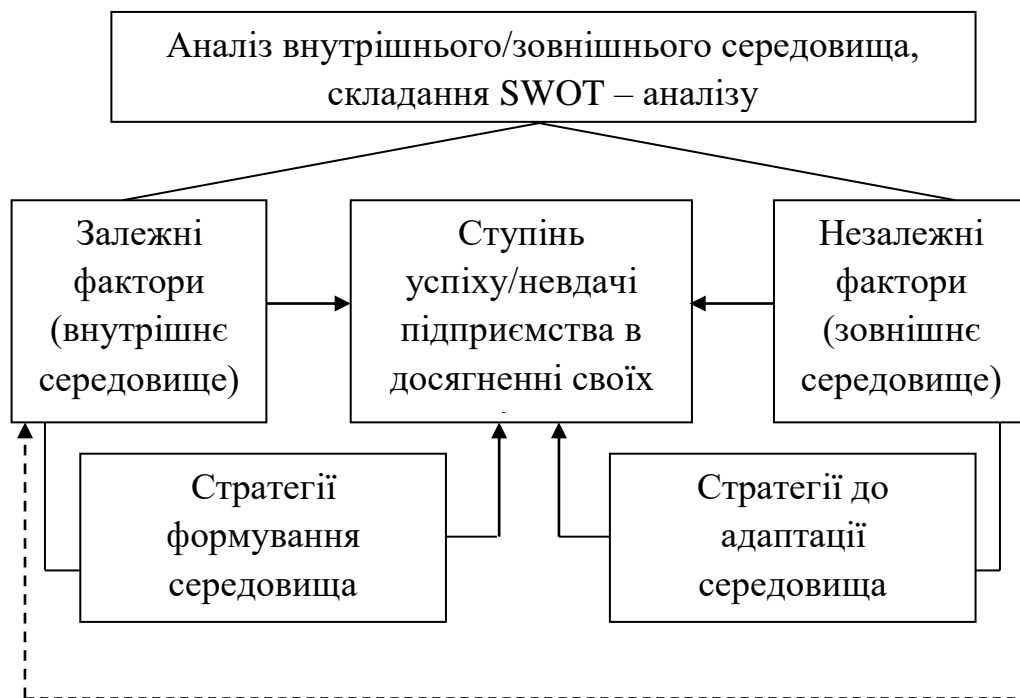 Аналіз внутрішнього/зовнішнього середовища,
складання SWOT – аналізу
Залежні
фактори
(внутрішнє
середовище)
Ступінь
успіху/невдачі
підприємства в
досягненні своїх
Незалежні
фактори
(зовнішнє
середовище)
Стратегії
формування
середовища
Стратегії до
адаптації
середовища